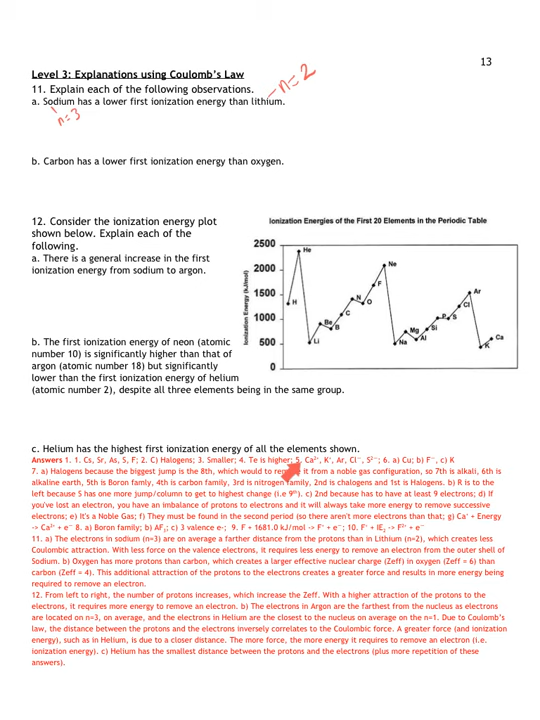 13
Level 3: Explanations using Coulomb's Law
11. Explain each of the following observations.
a. Sodium has a lower first ionization energy than lithium.
n=2
n=3
b. Carbon has a lower first ionization energy than oxygen.
12. Consider the ionization energy plot
shown below. Explain each of the
following.
a. There is a general increase in the first
ionization energy from sodium to argon.
b. The first ionization energy of neon (atomic
number 10) is significantly higher than that of
argon (atomic number 18) but significantly
lower than the first ionization energy of helium
(atomic number 2), despite all three elements being in the same group.
Ionization Energies of the First 20 Elements in the Periodic Table
Ionization Energy (kJ/mol)
2500
2000
1500
1000
500
0
H
He
Li
Be
B
C
N
O
F
Ne
Na
Mg
Al
Si
P
S
Cl
Ar
K
Ca
c. Helium has the highest first ionization energy of all the elements shown.
Answers 1. 1. Cs, Sr, As, S, F; 2. C) Halogens; 3. Smaller; 4. Te is higher; 5. Ca²⁺, K⁺, Ar, Cl⁻, S²⁻; 6. a) Cu; b) F⁻, c) K
7. a) Halogens because the biggest jump is the 8th, which would to remove it from a noble gas configuration, so 7th is alkali, 6th is
alkaline earth, 5th is Boron famly, 4th is carbon family, 3rd is nitrogen family, 2nd is chalogens and 1st is Halogens. b) R is to the
left because S has one more jump/column to get to highest change (i.e 9ᵗʰ). c) 2nd because has to have at least 9 electrons; d) If
you've lost an electron, you have an imbalance of protons to electrons and it will always take more energy to remove successive
electrons; e) It's a Noble Gas; f) That must be found in the second period (so there aren't more electrons than that; g) Ca⁺ + Energy
-> Ca²⁺ + e⁻ 8. a) Boron family; b) AF₃; c) 3 valence e-; 9. F + 1681.0 kJ/mol -> F⁺ + e⁻; 10. F⁺ + IE₂ -> F²⁺ + e⁻
11. a) The electrons in sodium (n=3) are on average a farther distance from the protons than in Lithium (n=2), which creates less
Coulombic attraction. With less force on the valence electrons, it requires less energy to remove an electron from the outer shell of
Sodium. b) Oxygen has more protons than carbon, which creates a larger effective nuclear charge (Zeff) in oxygen (Zeff = 6) than
carbon (Zeff = 4). This additional attraction of the protons to the electrons creates a greater force and results in more energy being
required to remove an electron.
12. From left to right, the number of protons increases, which increase the Zeff. With a higher attraction of the protons to the
electrons, it requires more energy to remove an electron. b) The electrons in Argon are the farthest from the nucleus as electrons
are located on n=3, on average, and the electrons in Helium are the closest to the nucleus on average on the n=1. Due to Coulomb's
law, the distance between the protons and the electrons inversely correlates to the Coulombic force. A greater force (and ionization
energy), such as in Helium, is due to a closer distance. The more force, the more energy it requires to remove an electron (i.e.
ionization energy). c) Helium has the smallest distance between the protons and the electrons (plus more repetition of these
answers).